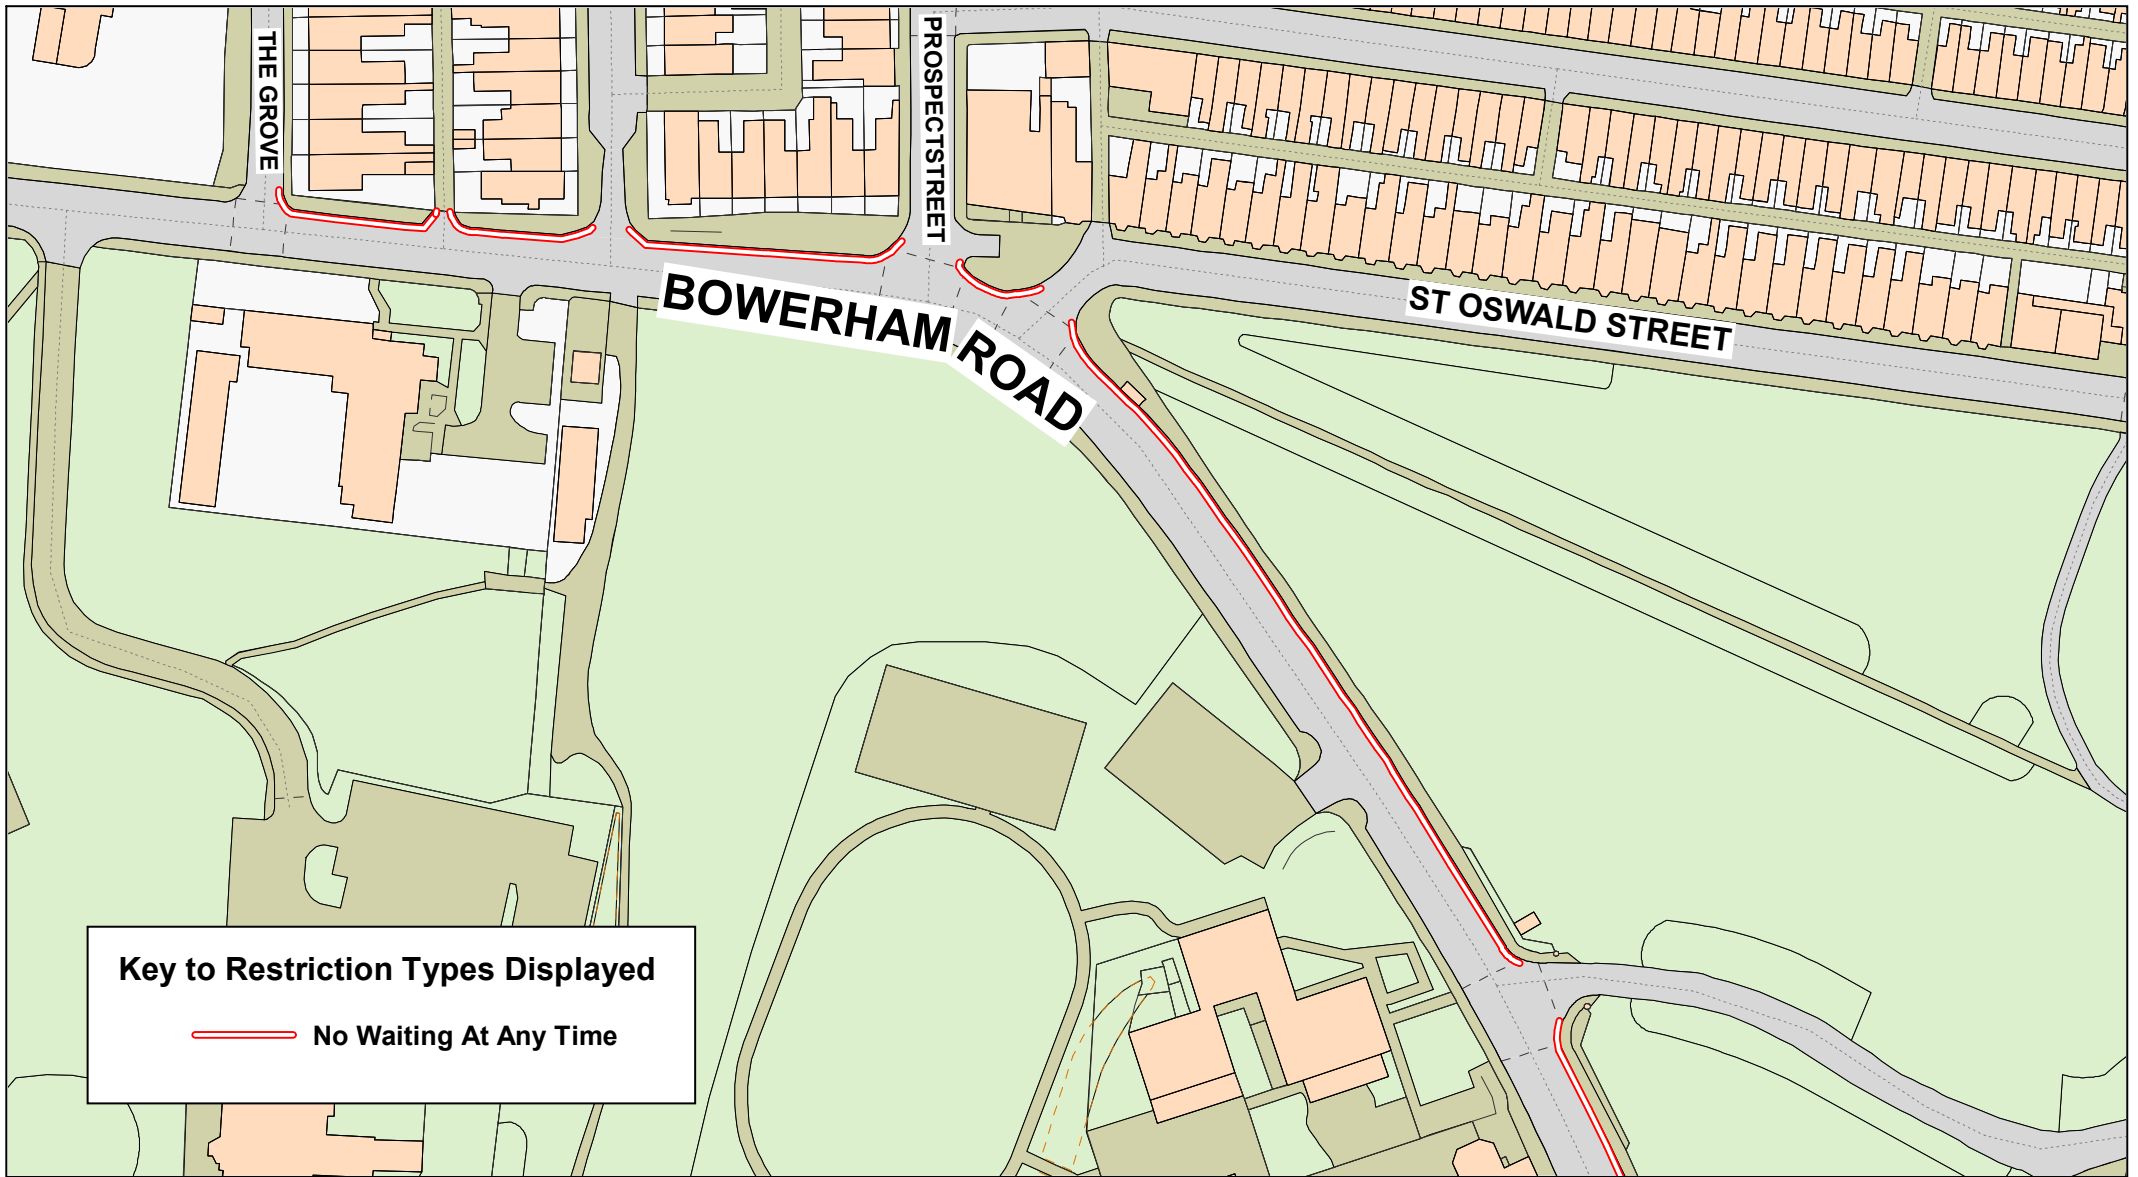 THE GROVE
PROSPECTSTREET
BOWERHAM ROAD
ST OSWALD STREET
Key to Restriction Types Displayed
No Waiting At Any Time